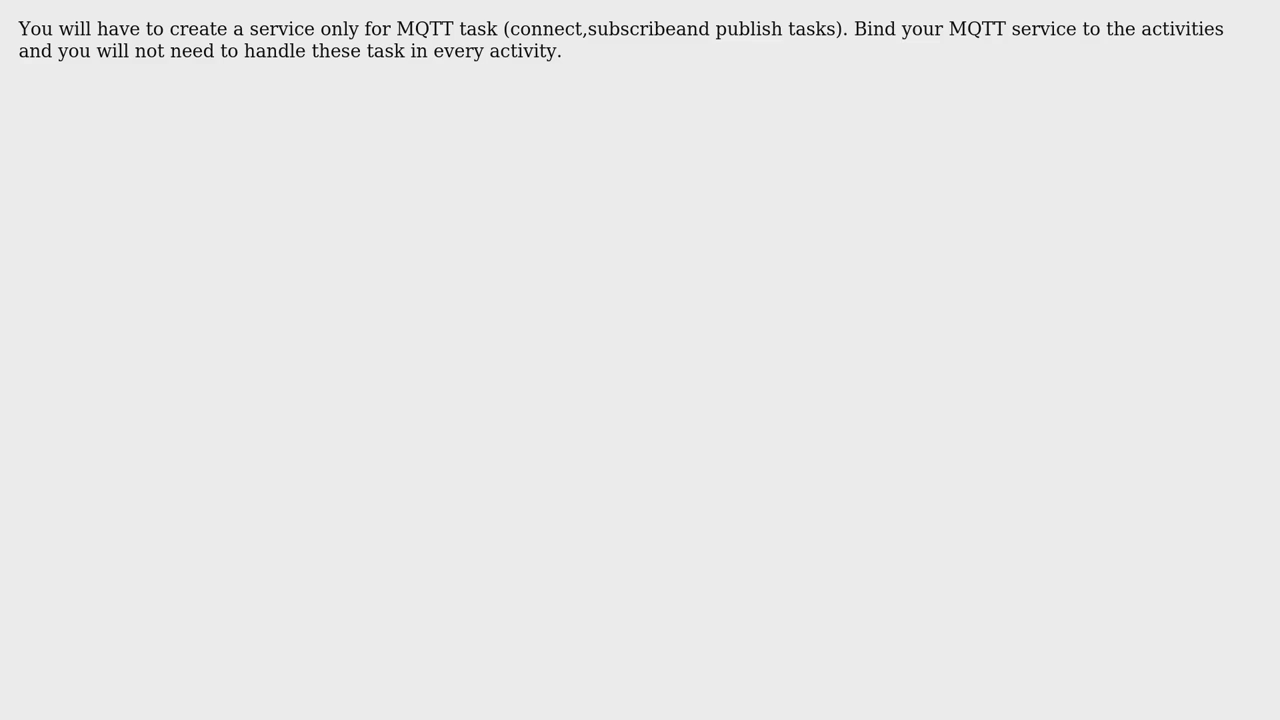 You will have to create a service only for MQTT task (connect,subscribeand publish tasks). Bind your MQTT service to the activities
and you will not need to handle these task in every activity.